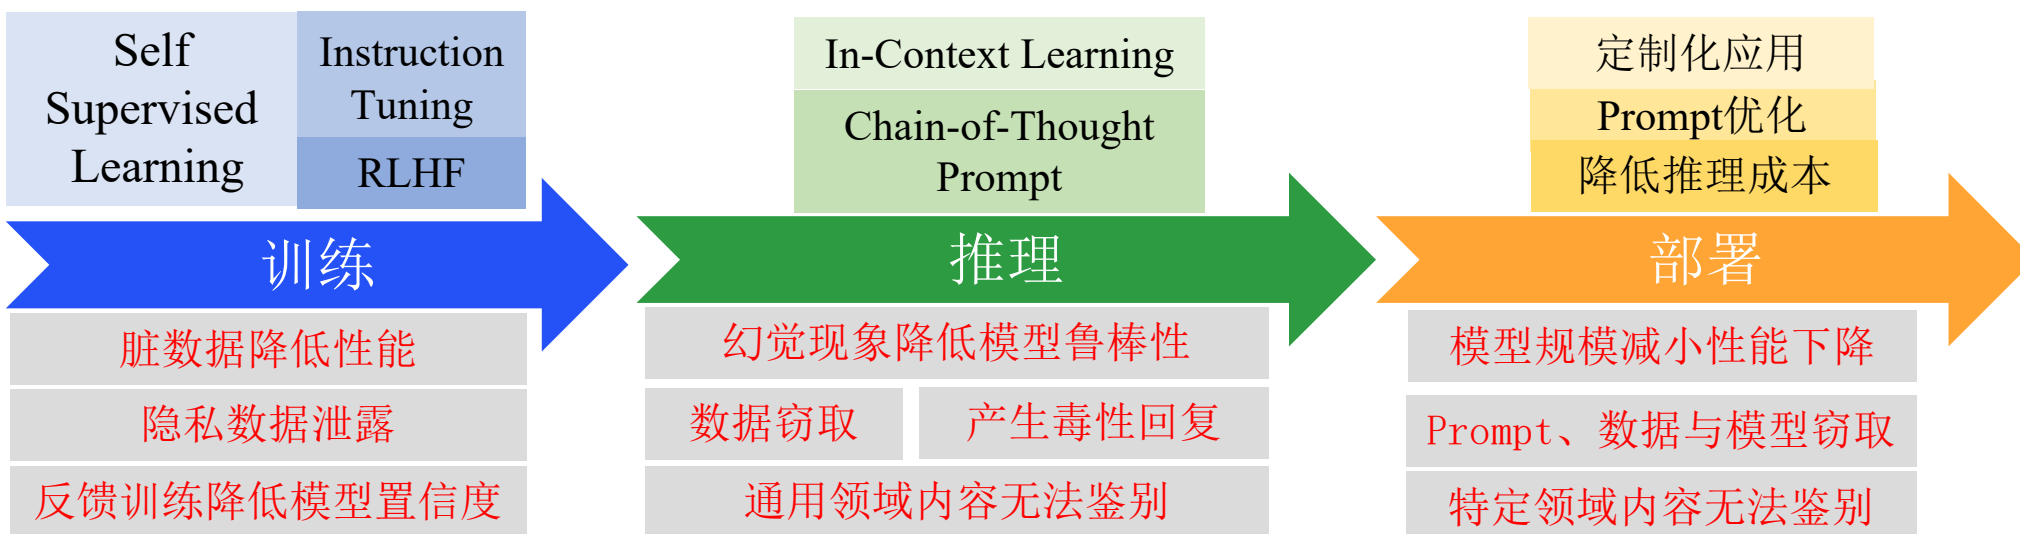 Self
Supervised
Learning
Instruction
Tuning
RLHF
训练
脏数据降低性能
隐私数据泄露
反馈训练降低模型置信度
In-Context Learning
Chain-of-Thought
Prompt
推理
幻觉现象降低模型鲁棒性
数据窃取
产生毒性回复
通用领域内容无法鉴别
定制化应用
Prompt优化
降低推理成本
部署
模型规模减小性能下降
Prompt、数据与模型窃取
特定领域内容无法鉴别